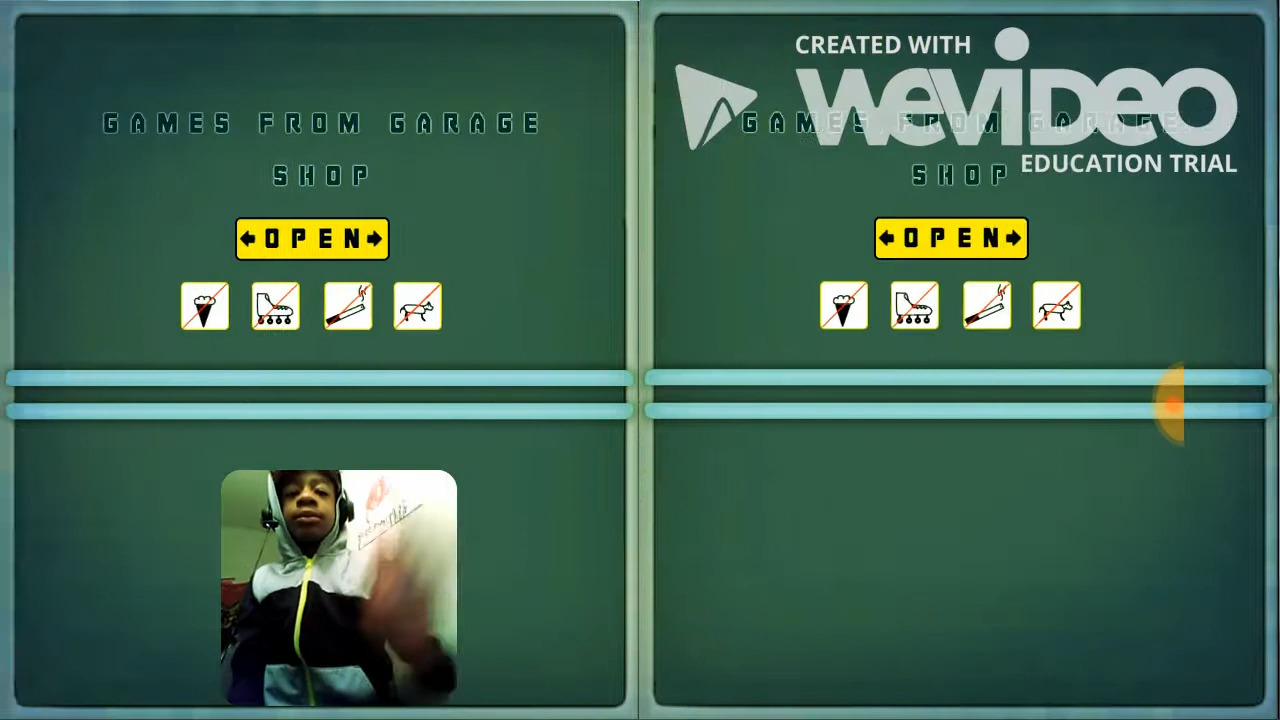 GAMES FROM GARAGE
SHOP
OPEN
CREATED WITH
WEVIDEO
EDUCATION TRIAL
GAMES FROM GARAGE
SHOP
OPEN